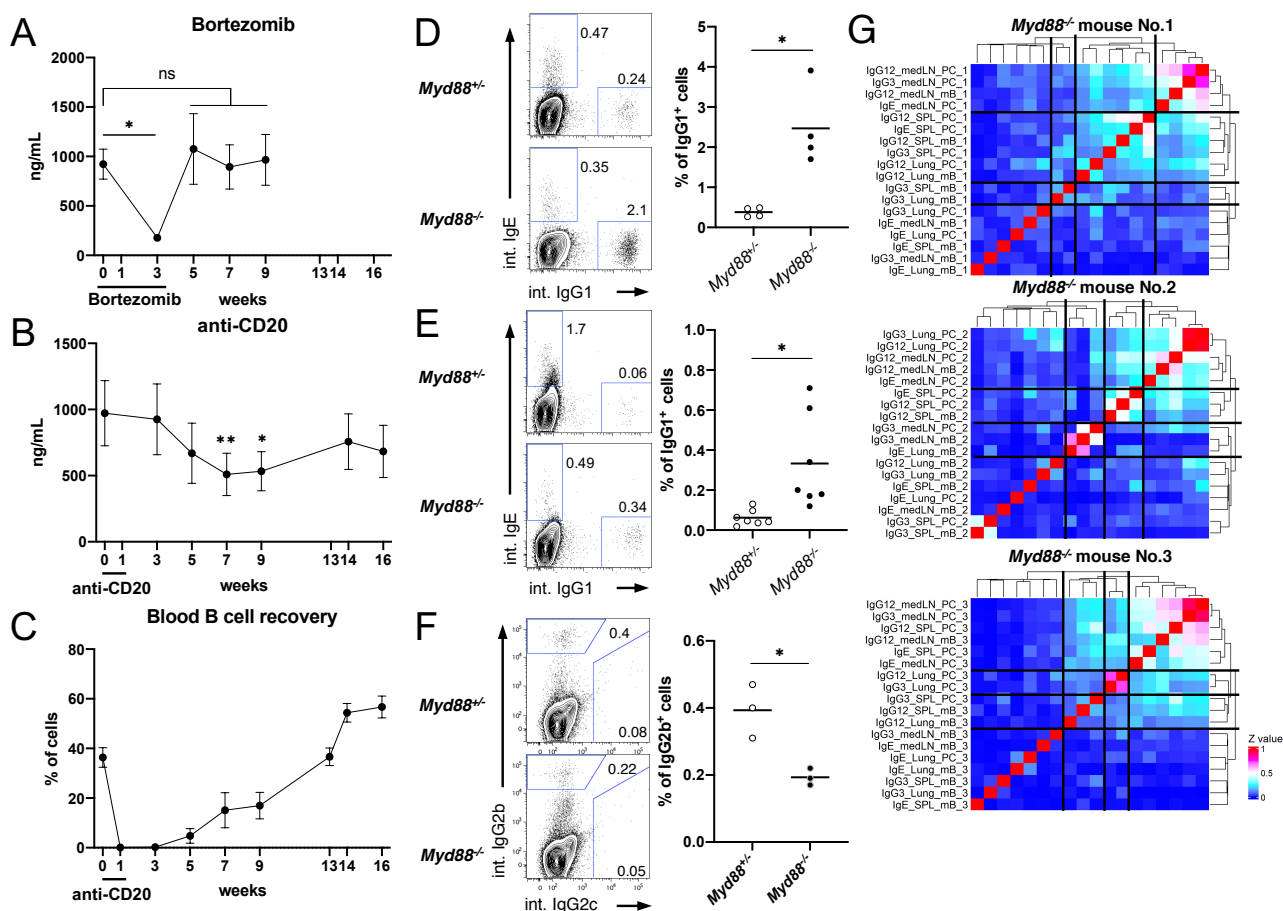 A
Bortezomib
2000
1500
1000
500
0
ng/mL
ns
*
0 1 3 5 7 9 1314 16
Bortezomib weeks
B
anti-CD20
1500
1000
500
0
ng/mL
** *
0 1 3 5 7 9 1314 16
anti-CD20 weeks
C
Blood B cell recovery
60
40
20
0
% of cells
0 1 3 5 7 9 1314 16
anti-CD20 weeks
D
Myd88+/-
0.47
0.24
Myd88-/-
0.35
2.1
int. IgE
int. IgG1
% of IgG1+ cells
5
4
3
2
1
0
*
Myd88+/-
Myd88-/-
E
Myd88+/-
1.7
0.06
Myd88-/-
0.49
0.34
int. IgE
int. IgG1
% of IgG1+ cells
1.0
0.8
0.6
0.4
0.2
0.0
*
Myd88+/-
Myd88-/-
F
Myd88+/-
0.4
0.08
Myd88-/-
0.22
0.05
int. IgG2b
int. IgG2c
% of IgG2b+ cells
0.6
0.4
0.2
0.0
*
Myd88+/-
Myd88-/-
G
Myd88-/- mouse No.1
IgG12_medLN_PC_1
IgG3_medLN_PC_1
IgG12_medLN_mB_1
IgE_medLN_PC_1
IgG12_SPL_PC_1
IgE_SPL_PC_1
IgG12_SPL_mB_1
IgG3_SPL_PC_1
IgG12_Lung_PC_1
IgG12_Lung_mB_1
IgG3_SPL_mB_1
IgG3_Lung_mB_1
IgG3_Lung_PC_1
IgE_medLN_mB_1
IgE_Lung_PC_1
IgE_SPL_mB_1
IgG3_medLN_mB_1
IgE_Lung_mB_1
Myd88-/- mouse No.2
IgG3_Lung_PC_2
IgG12_Lung_PC_2
IgG12_medLN_PC_2
IgG12_medLN_mB_2
IgE_medLN_PC_2
IgE_SPL_PC_2
IgG12_SPL_PC_2
IgG12_SPL_mB_2
IgG3_medLN_PC_2
IgG3_medLN_mB_2
IgE_Lung_mB_2
IgG12_Lung_mB_2
IgG3_Lung_mB_2
IgE_SPL_mB_2
IgE_Lung_PC_2
IgE_medLN_mB_2
IgG3_SPL_PC_2
IgG3_SPL_mB_2
Myd88-/- mouse No.3
IgG12_medLN_PC_3
IgG3_medLN_PC_3
IgG12_SPL_PC_3
IgG12_medLN_mB_3
IgE_SPL_PC_3
IgE_medLN_PC_3
IgG12_Lung_PC_3
IgG3_Lung_PC_3
IgG3_SPL_PC_3
IgG12_SPL_mB_3
IgG12_Lung_mB_3
IgG3_medLN_mB_3
IgE_medLN_mB_3
IgE_Lung_PC_3
IgE_Lung_mB_3
IgG3_SPL_mB_3
IgG3_Lung_mB_3
IgE_SPL_mB_3
Z value
1
0.5
0